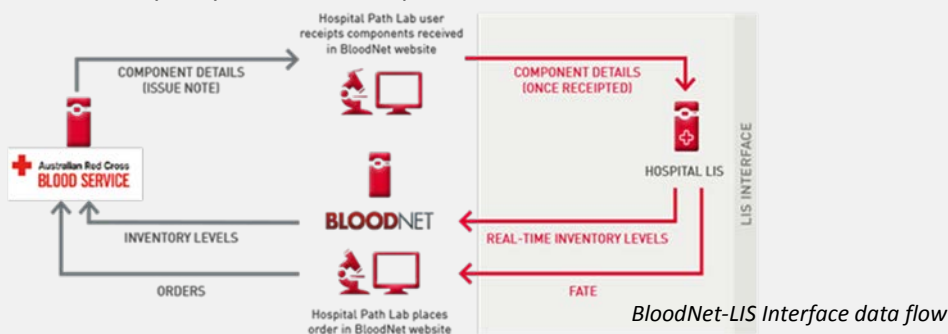 Hospital Path Lab user
receipts components received
in BloodNet website
COMPONENT DETAILS
(ISSUE NOTE)
COMPONENT DETAILS
(ONCE RECEIPTED)
Australian Red Cross
BLOOD SERVICE
HOSPITAL LIS
LIS INTERFACE
BLOODNET
INVENTORY LEVELS
REAL-TIME INVENTORY LEVELS
ORDERS
FATE
Hospital Path Lab places
order in BloodNet website
BloodNet-LIS Interface data flow